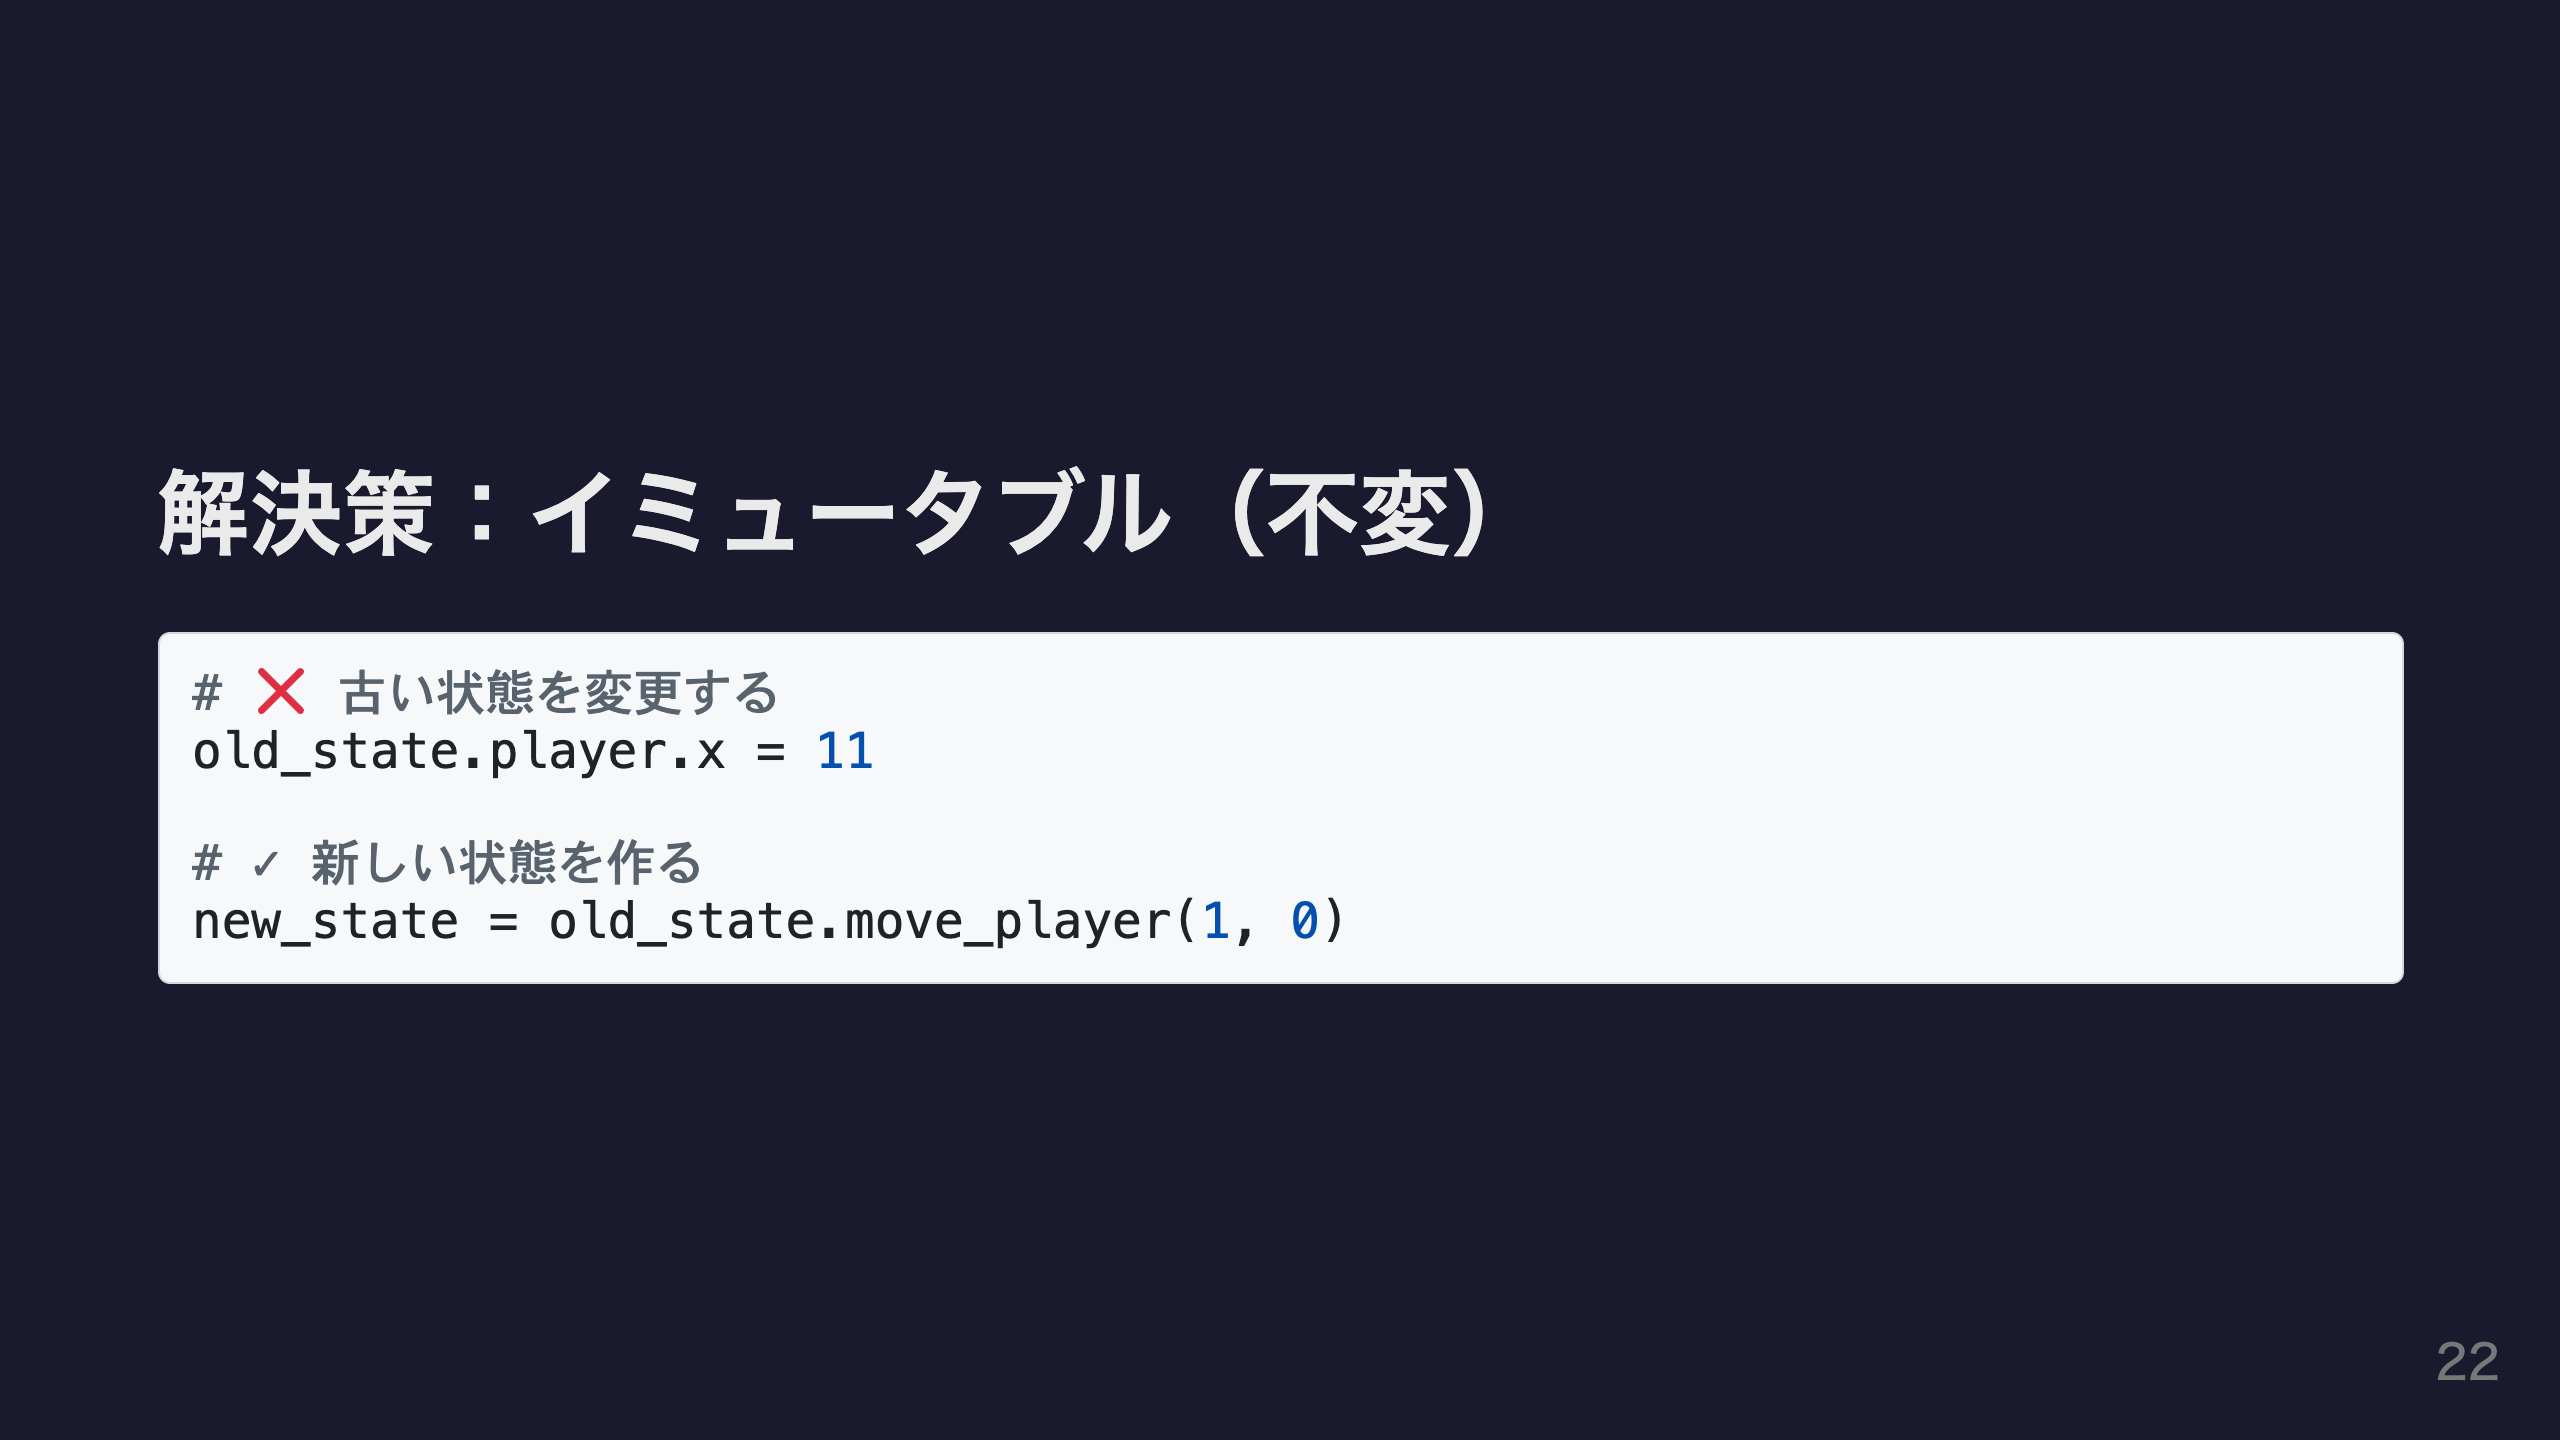 解決策：イミュータブル（不変）
# ❌ 古い状態を変更する
old_state.player.x = 11
# ✓ 新しい状態を作る
new_state = old_state.move_player(1, 0)
22